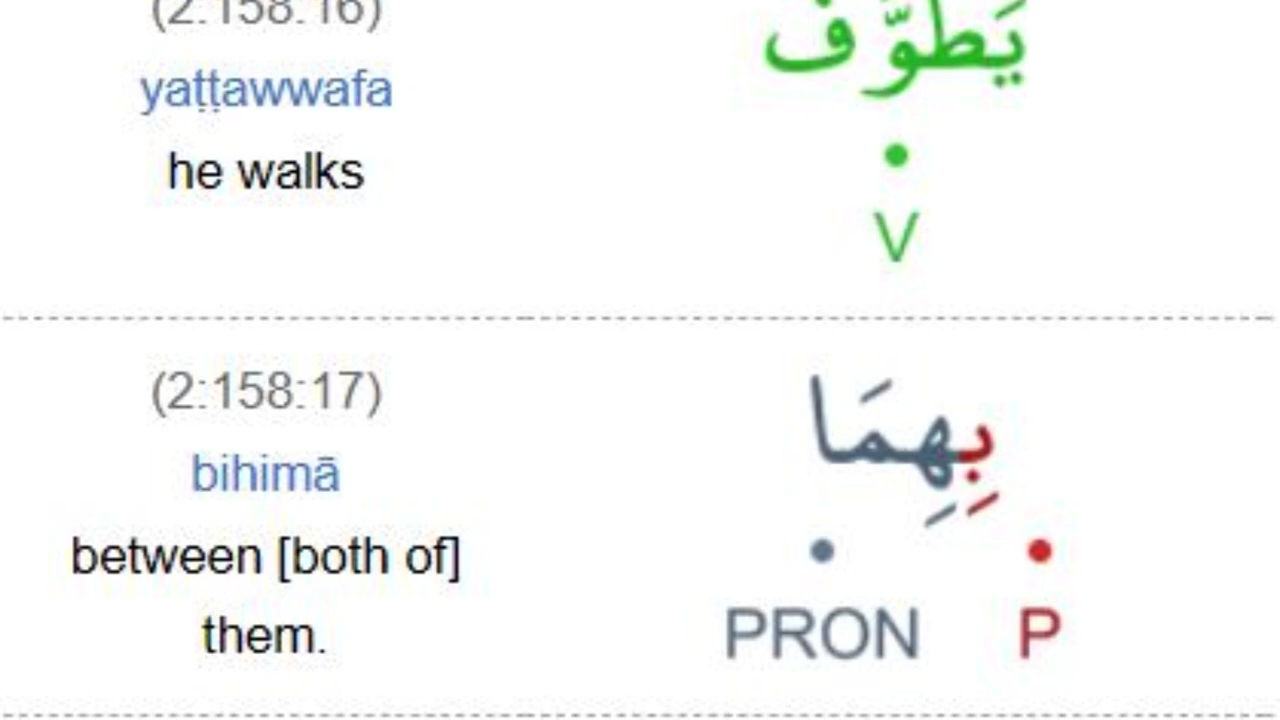 (2:158:16)
يَطَّوَّفَ
yaṭṭawwafa
he walks
V
(2:158:17)
بِهِمَا
bihimā
between [both of]
them.
PRON P